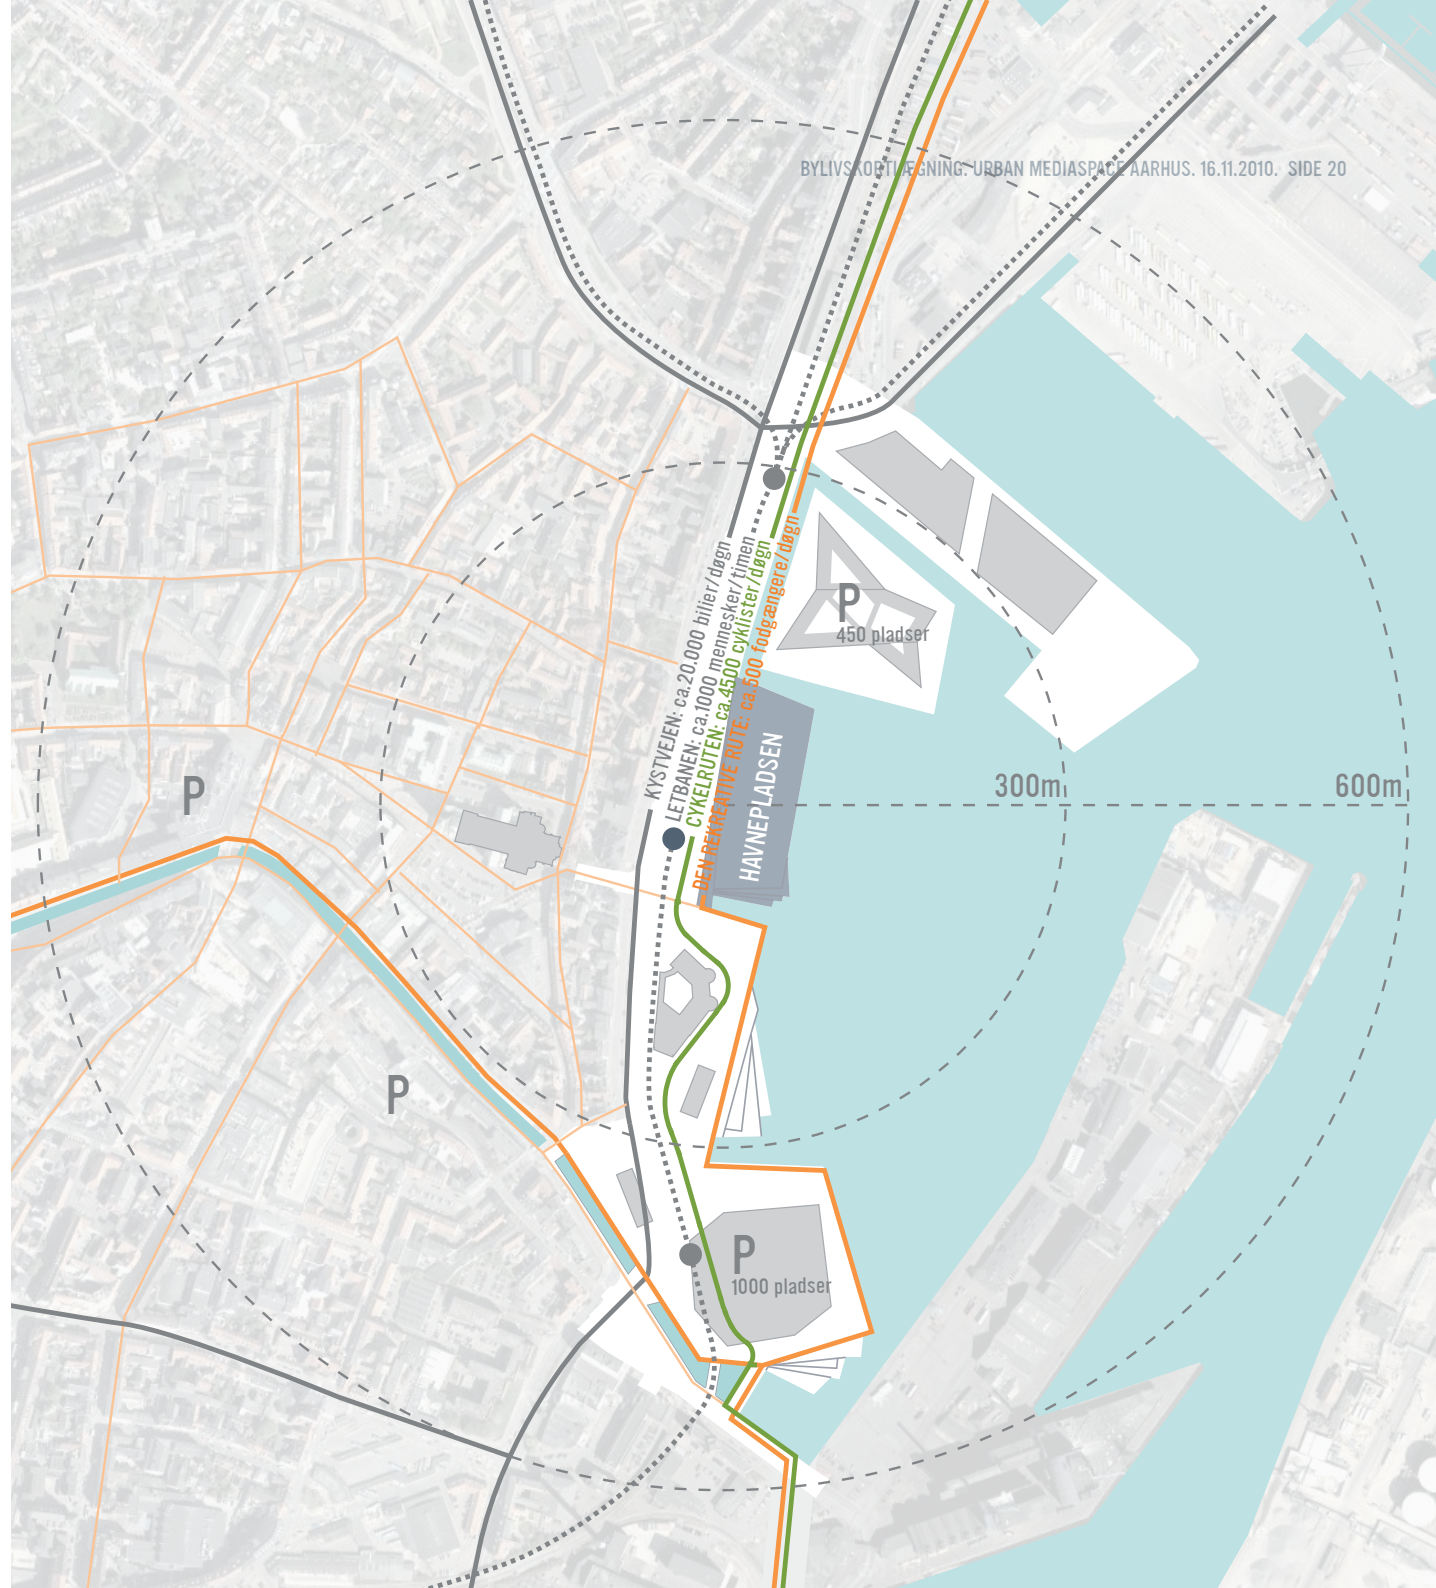 BYLIVSKORTLÆGNING. URBAN MEDIASPACE AARHUS. 16.11.2010. SIDE 20
KYSTVEJEN: ca.20.000 bilier/døgn
LETBANEN: ca.1000 mennesker/timen
CYKELRUTEN: ca.4500 cyklister/døgn
DEN REKREATIVE RUTE: ca.500 fodgængere/døgn
P
450 pladser
HAVNEPLADSEN
300m
600m
P
P
P
1000 pladser